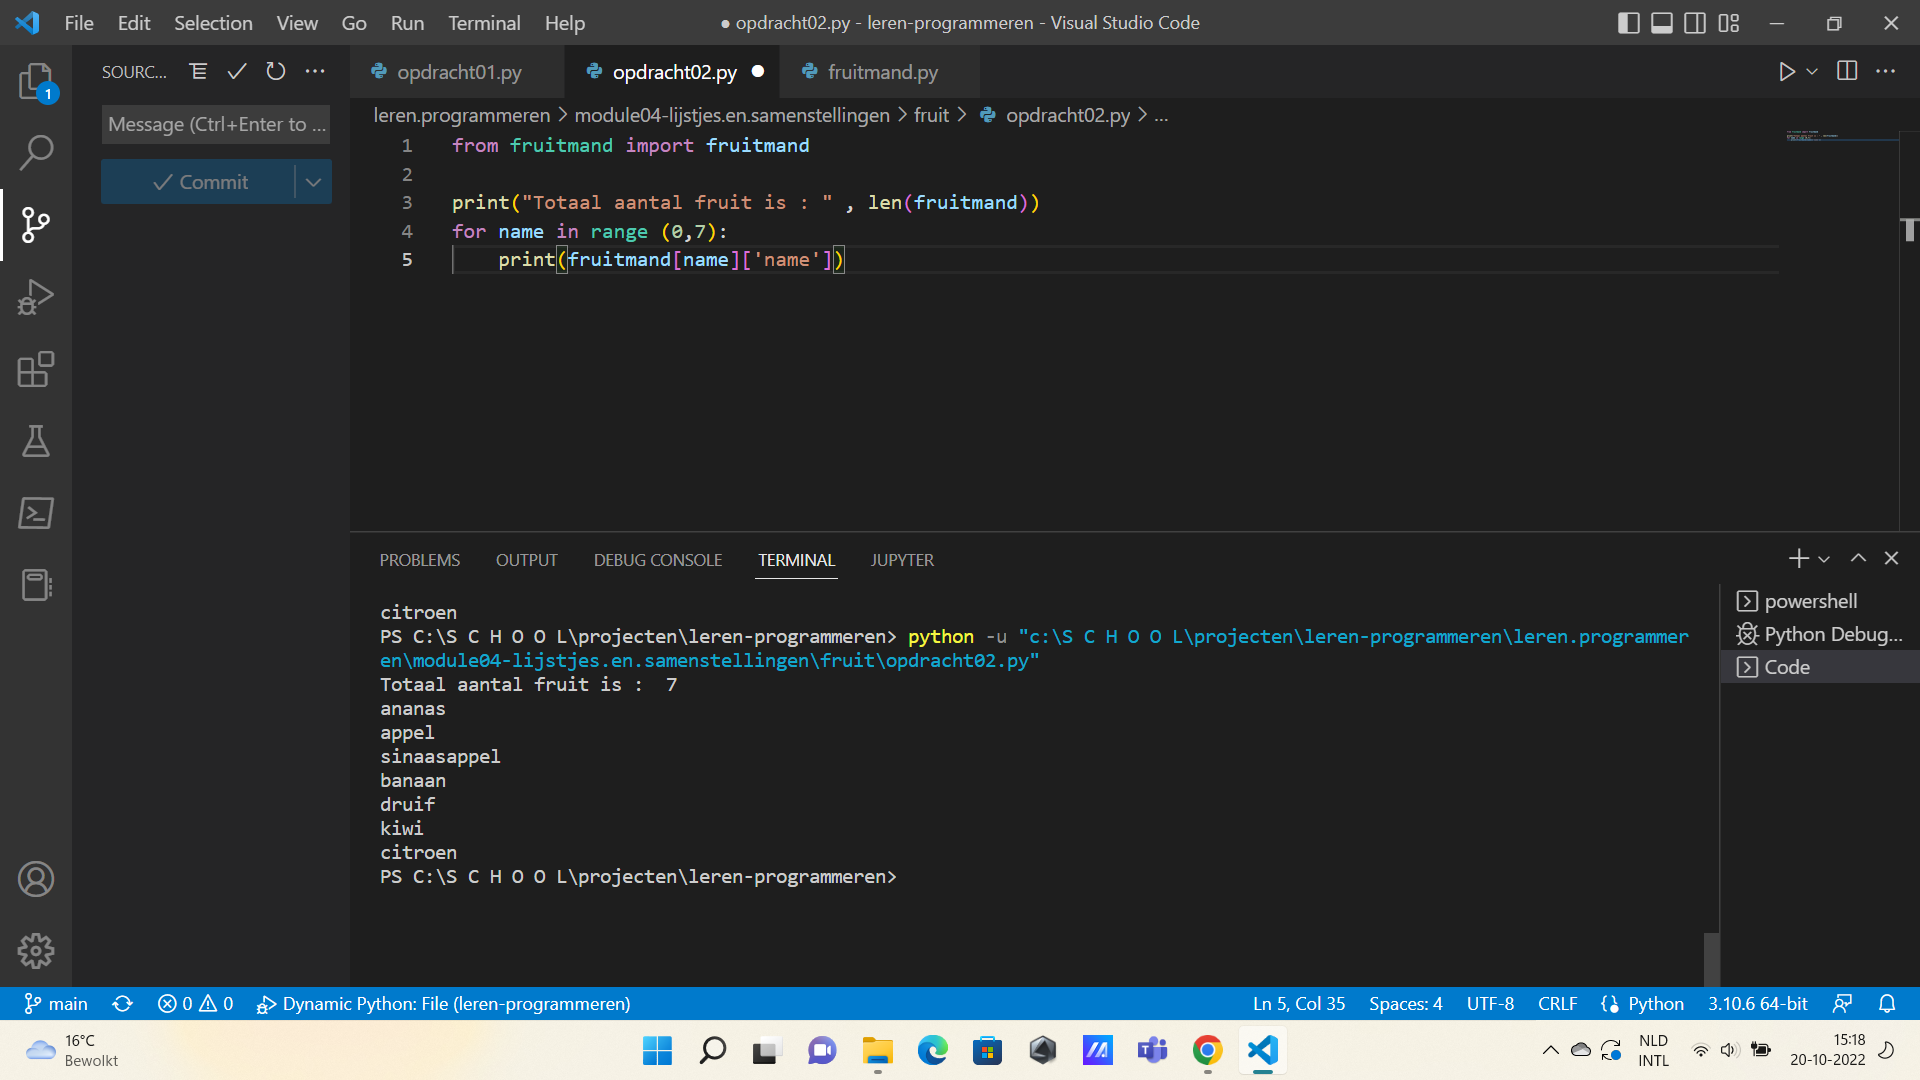 File Edit Selection View Go Run Terminal Help
● opdracht02.py - leren-programmeren - Visual Studio Code
SOURC...
opdracht01.py
opdracht02.py ●
fruitmand.py
1
Message (Ctrl+Enter to ...
Commit
leren.programmeren > module04-lijstjes.en.samenstellingen > fruit > opdracht02.py > ...
1 from fruitmand import fruitmand
2
3 print("Totaal aantal fruit is : " , len(fruitmand))
4 for name in range (0,7):
5     print(fruitmand[name]['name'])
PROBLEMS OUTPUT DEBUG CONSOLE TERMINAL JUPYTER
citroen
PS C:\S C H O O L\projecten\leren-programmeren> python -u "c:\S C H O O L\projecten\leren-programmeren\leren.programmer
en\module04-lijstjes.en.samenstellingen\fruit\opdracht02.py"
Totaal aantal fruit is :  7
ananas
appel
sinaasappel
banaan
druif
kiwi
citroen
PS C:\S C H O O L\projecten\leren-programmeren>
powershell
Python Debug...
Code
main 0 0 Dynamic Python: File (leren-programmeren)
Ln 5, Col 35 Spaces: 4 UTF-8 CRLF Python 3.10.6 64-bit
16°C
Bewolkt
NLD
INTL
15:18
20-10-2022